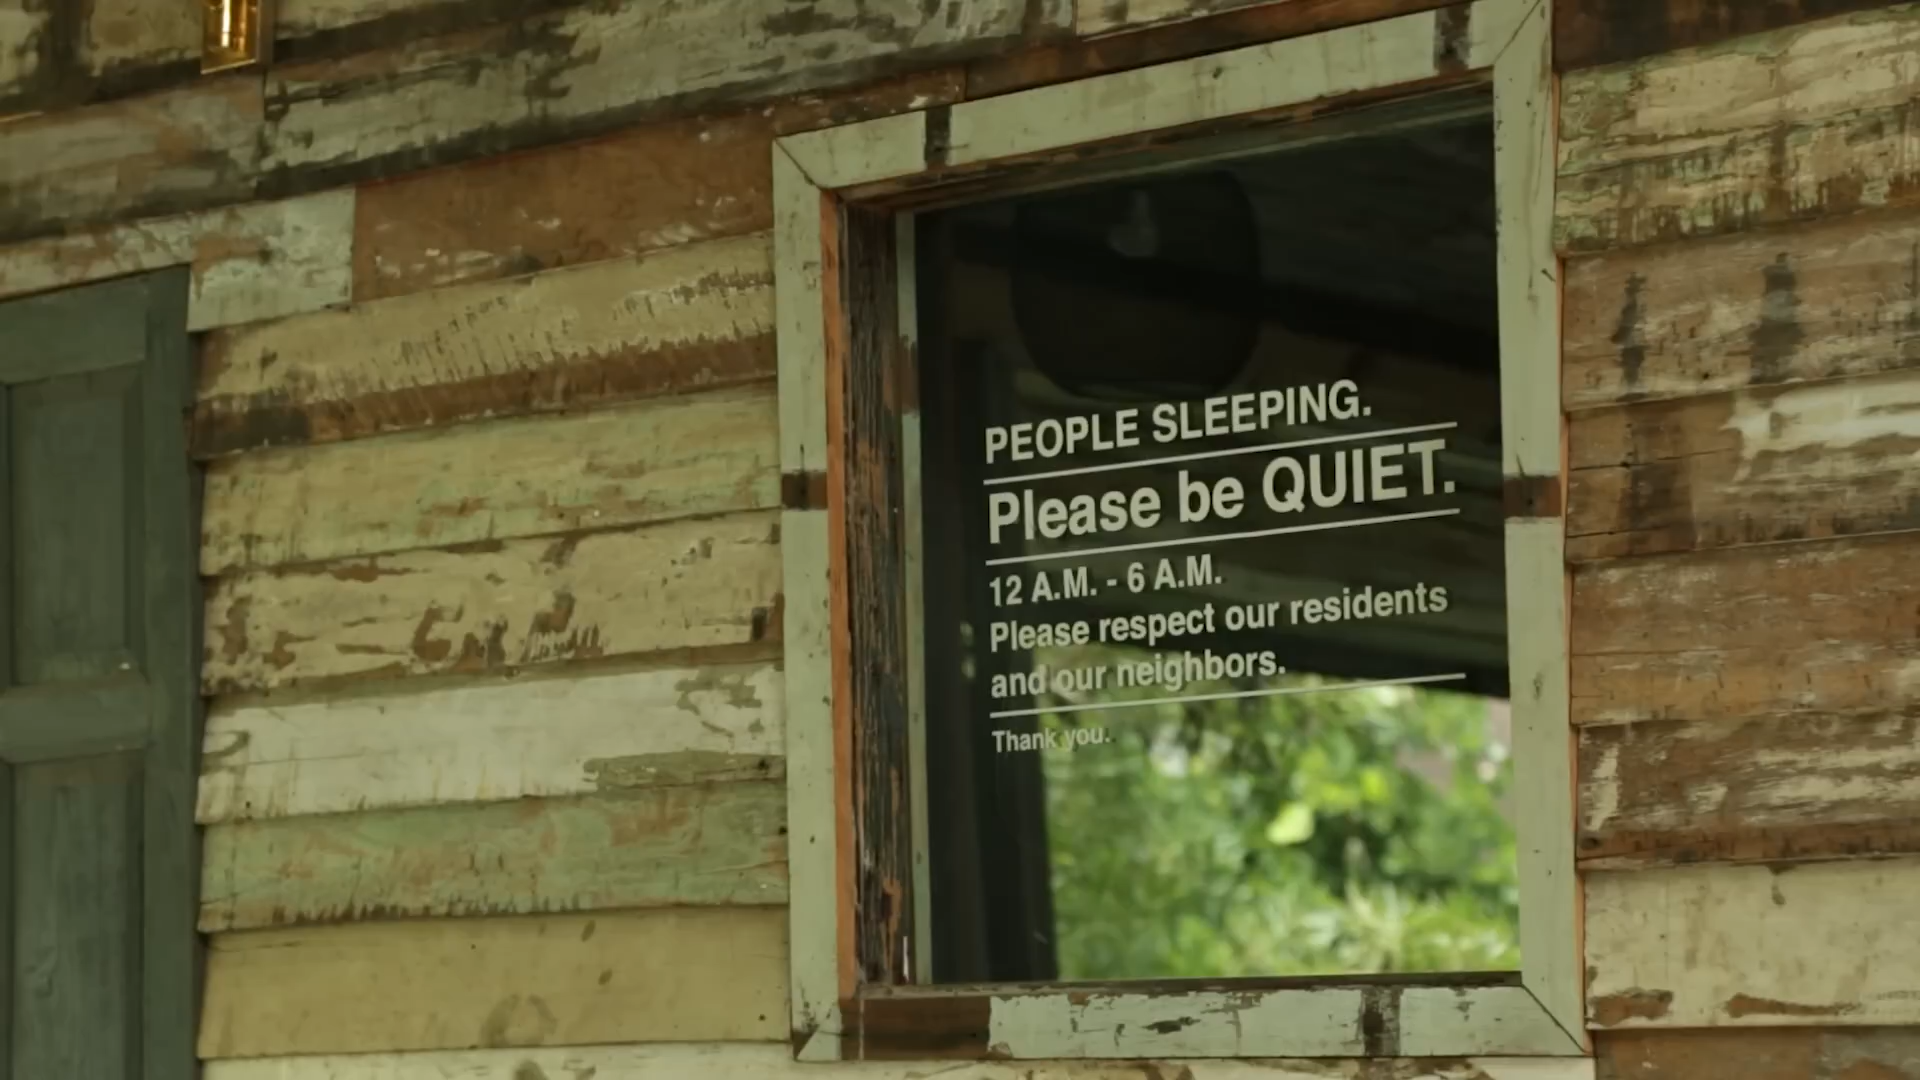 PEOPLE SLEEPING.
Please be QUIET.
12 A.M. - 6 A.M.
Please respect our residents
and our neighbors.
Thank you.